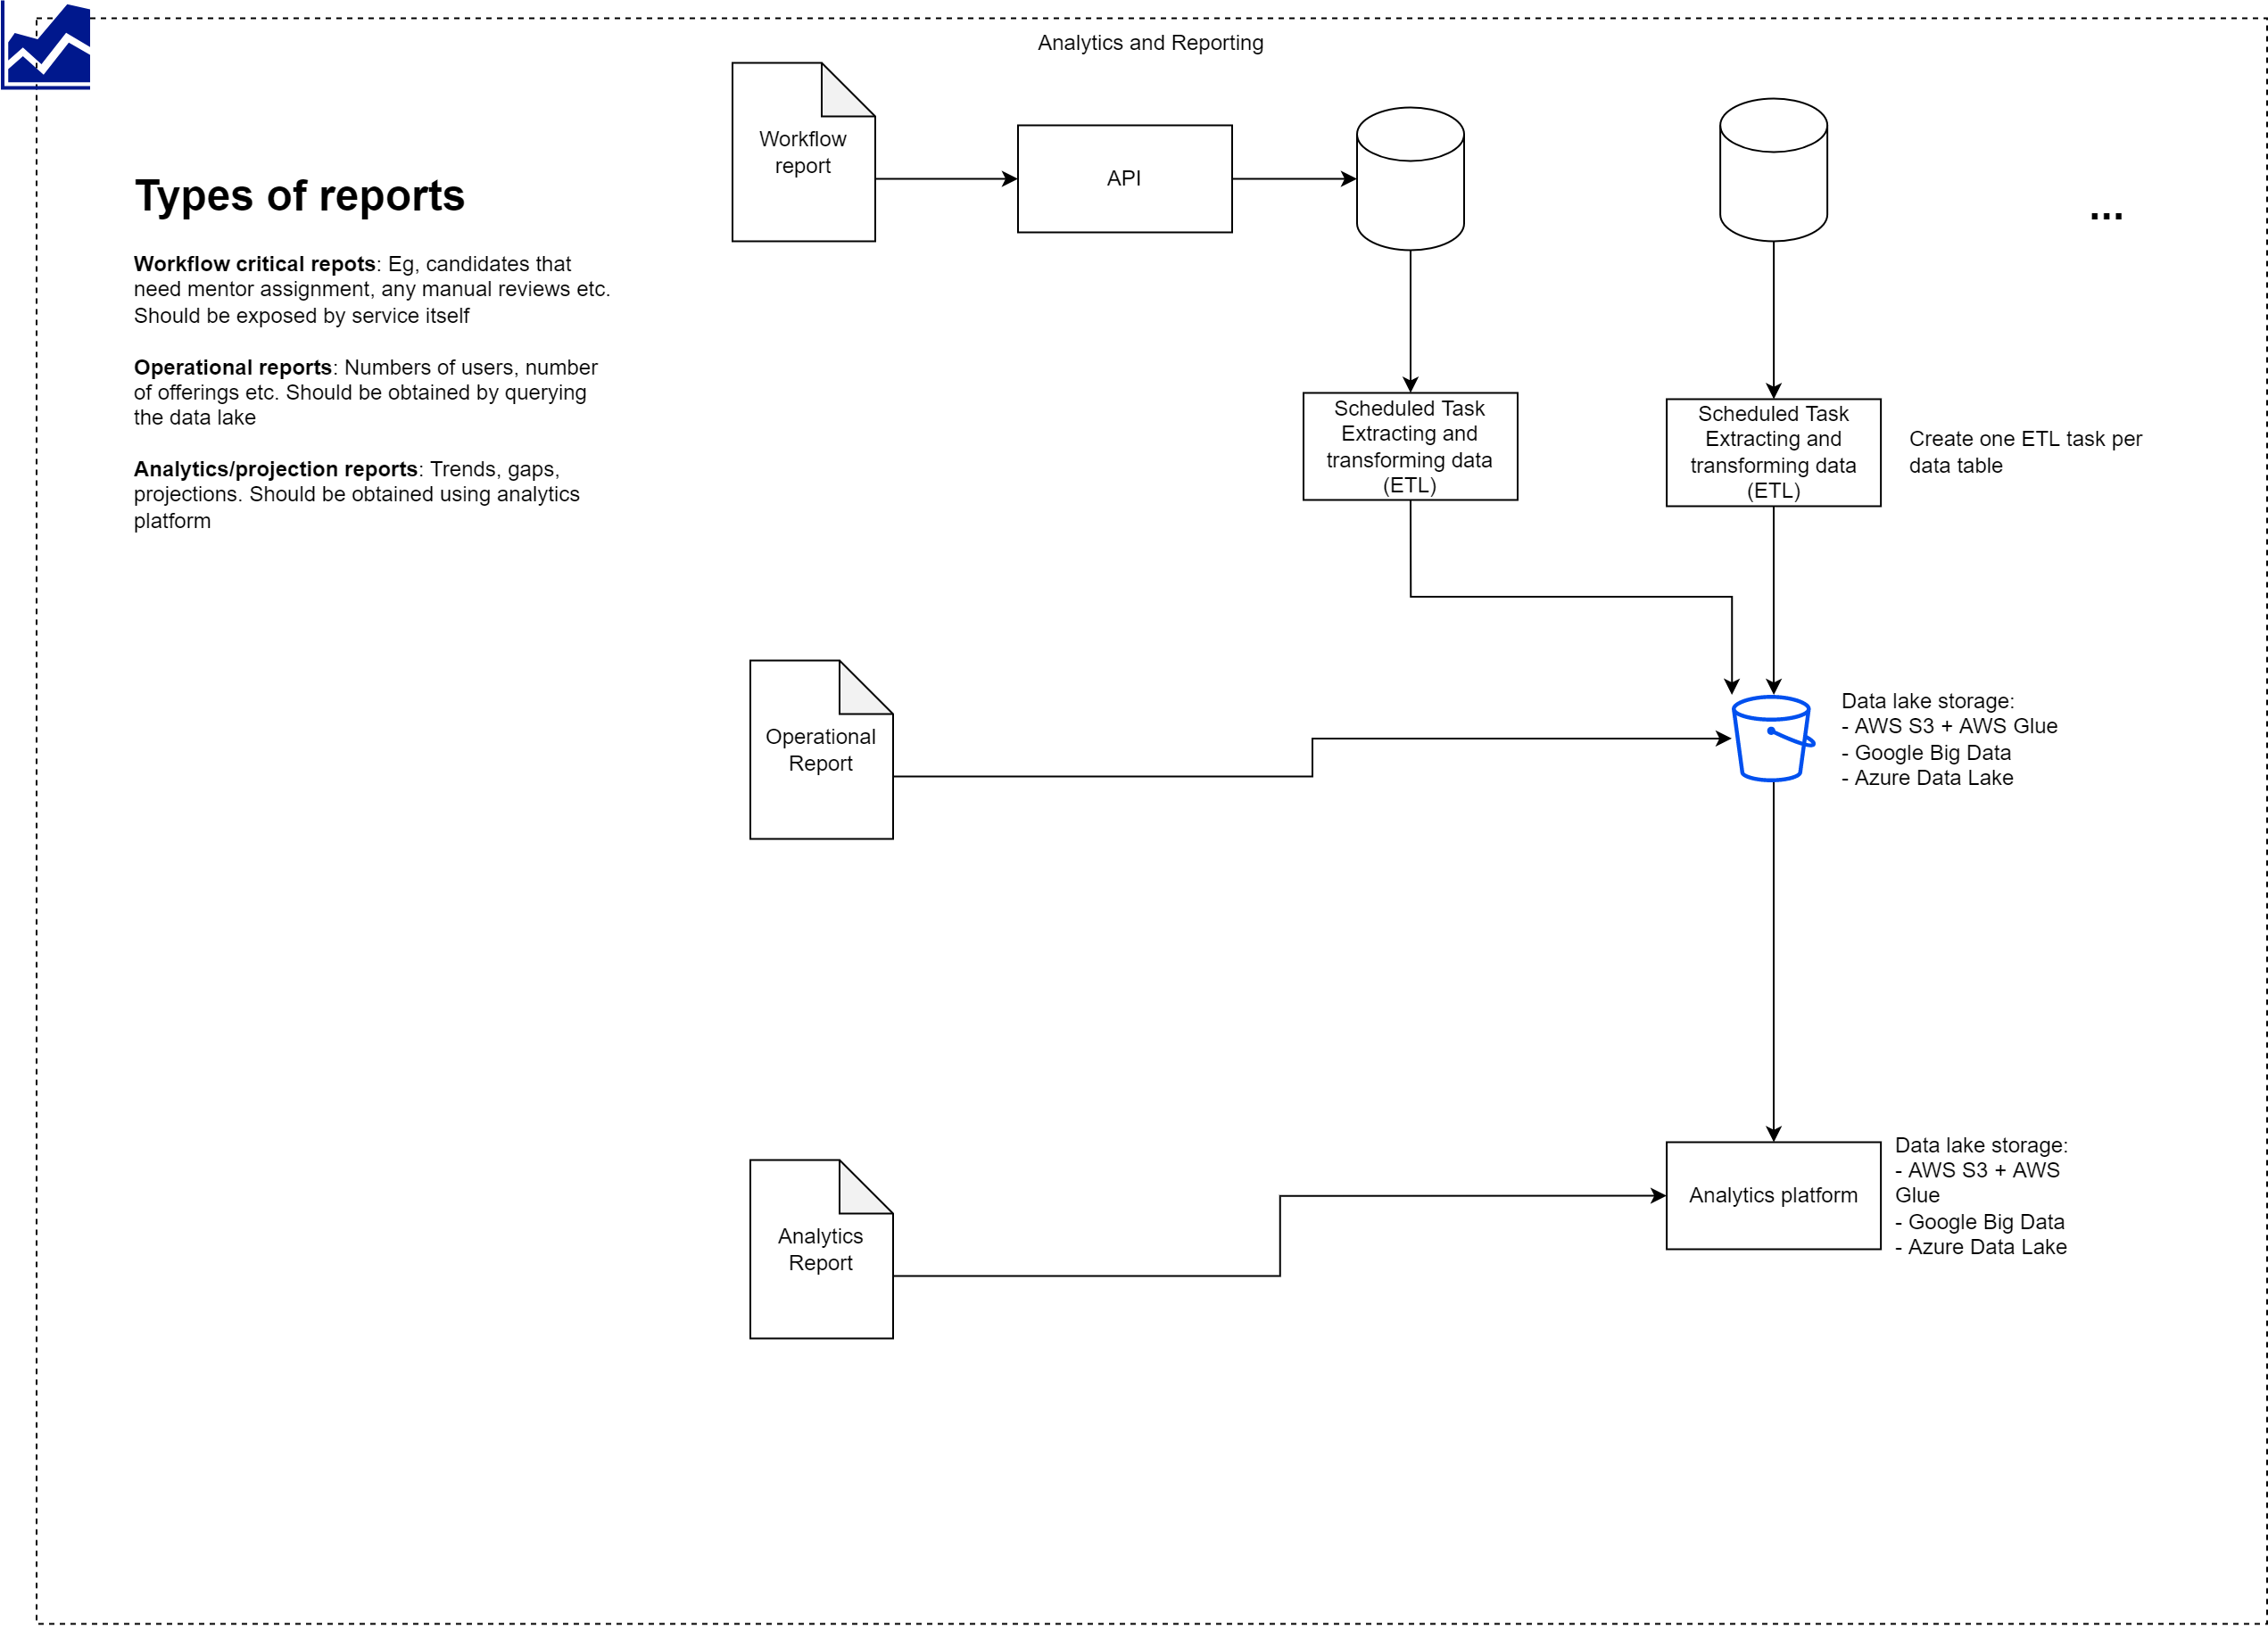 Analytics and Reporting
Types of reports
Workflow critical repots: Eg, candidates that
need mentor assignment, any manual reviews etc.
Should be exposed by service itself
Operational reports: Numbers of users, number
of offerings etc. Should be obtained by querying
the data lake
Analytics/projection reports: Trends, gaps,
projections. Should be obtained using analytics
platform
Workflow
report
API
...
Scheduled Task
Extracting and
transforming data
(ETL)
Scheduled Task
Extracting and
transforming data
(ETL)
Create one ETL task per
data table
Operational
Report
Data lake storage:
- AWS S3 + AWS Glue
- Google Big Data
- Azure Data Lake
Analytics
Report
Analytics platform
Data lake storage:
- AWS S3 + AWS
Glue
- Google Big Data
- Azure Data Lake